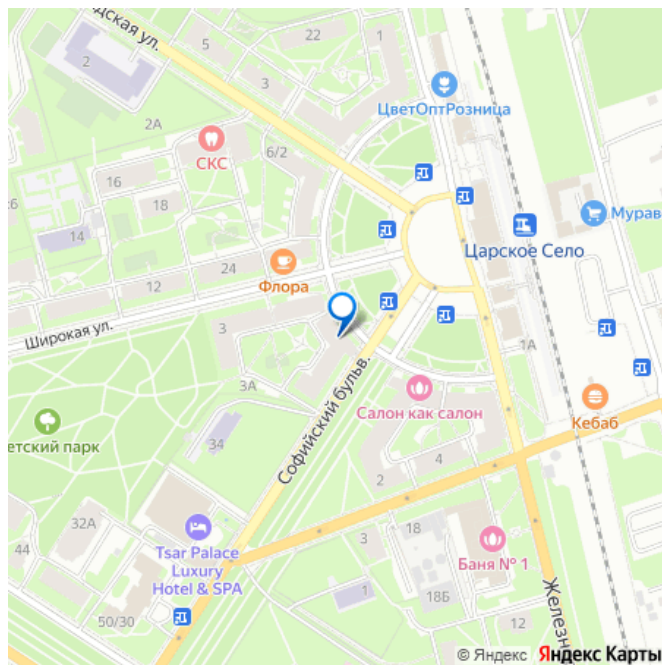 дская ул.
5
22
1
2
3
ЦветОптРозница
2А
СКС
6/2
16
18
14
Мурав
Царское Село
24
12
Флора
Широкая ул.
3
1А
3А
Софийский бульв.
Салон как салон
Кебаб
34
етский парк
4
2
32А
44
Tsar Palace
Luxury
Hotel & SPA
18
3
Баня № 1
1
18Б
50/30
12
Железн
© Яндекс Яндекс Карты